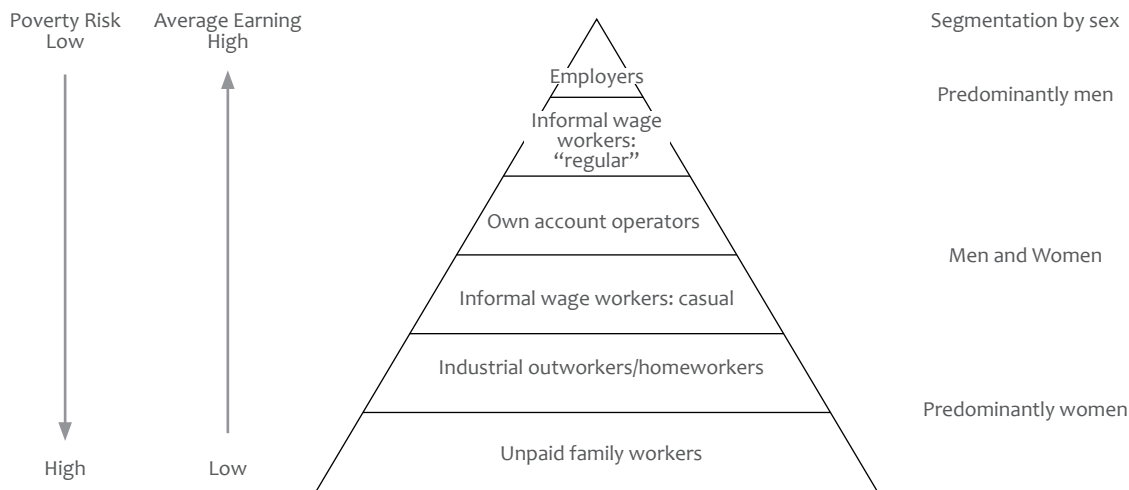 Poverty Risk
Low
Average Earning
High
Segmentation by sex
Employers
Predominantly men
Informal wage
workers:
“regular”
Own account operators
Men and Women
Informal wage workers: casual
Industrial outworkers/homeworkers
Predominantly women
Unpaid family workers
High
Low